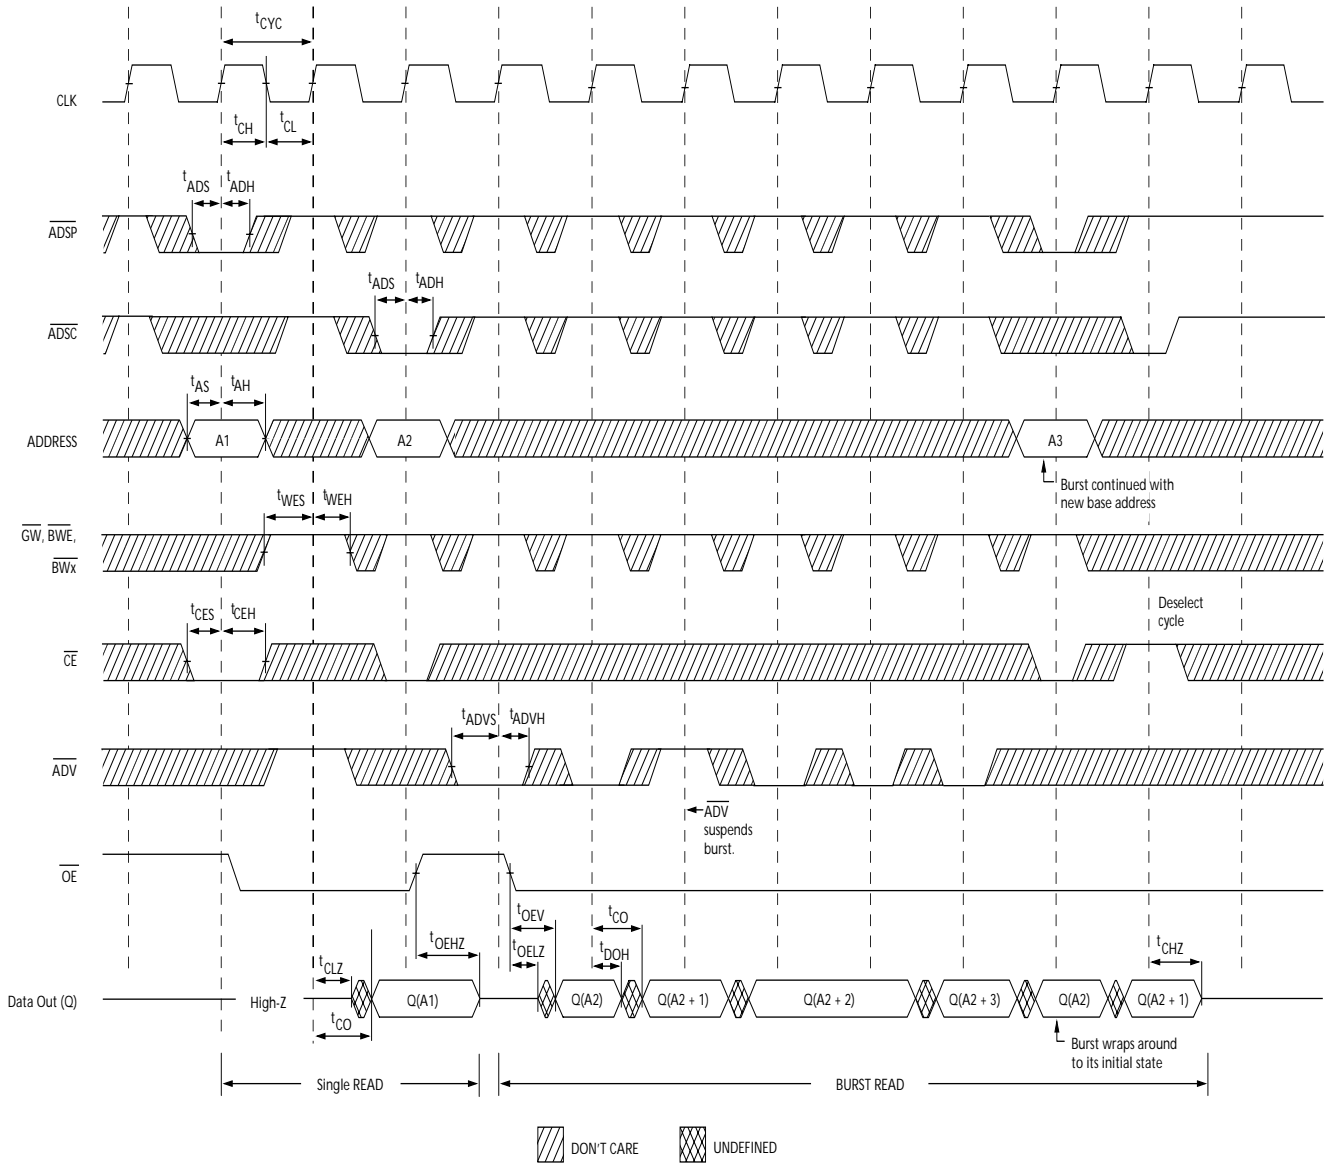 tCYC
CLK
tCH
tCL
tADS
tADH
ADSP
tADS
tADH
ADSC
tAS
tAH
ADDRESS
A1
A2
A3
Burst continued with
new base address
tWES
tWEH
GW, BWE,
BWx
Deselect
cycle
tCES
tCEH
CE
tADVS
tADVH
ADV
ADV
suspends
burst.
OE
tOEV
tCO
tOEHZ
tOELZ
tDOH
tCHZ
tCLZ
Data Out (Q)
High-Z
Q(A1)
Q(A2)
Q(A2 + 1)
Q(A2 + 2)
Q(A2 + 3)
Q(A2)
Q(A2 + 1)
tCO
Burst wraps around
to its initial state
Single READ
BURST READ
DON'T CARE
UNDEFINED